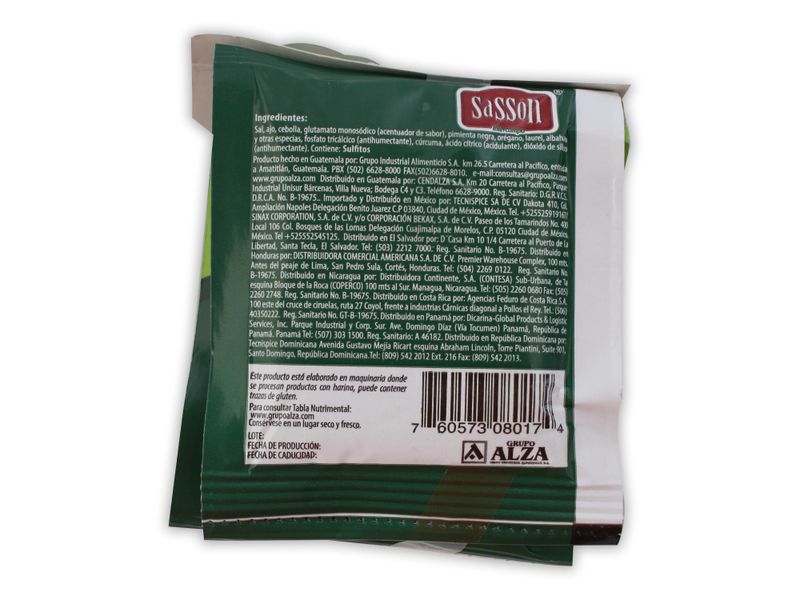 SaSSón
Ingredientes:
Sal, ajo, cebolla, glutamato monosódico (acentuador de sabor), pimienta negra, orégano, laurel, albahaca
y otras especias, fosfato tricálcico (antihumectante), cúrcuma, ácido cítrico (acidulante), dióxido de
(antihumectante). Contiene: Sulfitos
Producto hecho en Guatemala por: Grupo Industrial Alimenticio S.A. km 26.5 Carretera al Pacífico,
a Amatitlán, Guatemala. PBX (502) 6628-8000 FAX(502)6628-8010. e-mail:consultas@grupoalza.com
www.grupoalza.com Distribuido en Guatemala: CENDALZA S.A. Km 20 Carretera al Pacífico, Parque
Industrial Unisur Bárcenas, Villa Nueva; Bodega C4 y C3. Teléfono 6628-9000. Reg. Sanitario: D.G.R.V.C.S.
D.R.C.A. No. B-19675.. Importado y Distribuido en México por: TECNISPICE SA DE CV Dakota 410, Gd.
Ampliación Napoles Delegación Benito Juarez C.P 03840, Ciudad de México, México. Tel.
SINAX CORPORATION, S.A. de C.V. y/o CORPORACIÓN BEKAX, S.A. de C.V. Paseo de los Tamarindos No. 400
Local 106 Col. Bosques de las Lomas Delegación Cuajimalpa de Morelos, C.P. 05120 Ciudad de México,
México. Tel +525552545125. Distribuido en El Salvador por: D´Casa Km 10 1/4 Carretera al Puerto de La
Libertad, Santa Tecla, El Salvador. Tel: (503) 2212 7000. Reg. Sanitario No. B-19675. Distribuido en
Honduras por: DISTRIBUIDORA COMERCIAL AMERICANA S.A. DE C.V. Premier Warehouse Complex, 100 mts.
Antes del peaje de Lima, San Pedro Sula, Cortés, Honduras. Tel: (504) 2269 0122. Reg. Sanitario No.
B-19675. Distribuido en Nicaragua por: Distribuidora Continente, S.A. (CONTESA) Sub-Urbana, de Ta
esquina Bloque de la Roca (COPERCO) 100 mts al Sur. Managua, Nicaragua. Tel: (505) 2260 0680 Fax: (505)
2260 2748. Reg. Sanitario No. B-19675. Distribuido en Costa Rica por: Agencias Feduro de Costa Rica S.A.
100 este del cruce de ciruelas, ruta 27 Coyol, frente a industrias Cárnicas diagonal a Pollos el Rey. Tel.: (506)
40350222. Reg. Sanitario No. GT-B-19675. Distribuido en Panamá por: Dicarina-Global Products & Logistic
Services, Inc. Parque Industrial y Corp. Sur. Ave. Domingo Díaz (Vía Tocumen) Panamá, República de
Panamá. Panamá Tel: (507) 303 1500. Reg. Sanitario: A 46182. Distribuido en República Dominicana por:
Tecnispice Dominicana Avenida Gustavo Mejía Ricart esquina Abraham Lincoln, Torre Piantini, Suite 901,
Santo Domingo, República Dominicana.Tel: (809) 542 2012 Ext. 216 Fax: (809) 542 2013.
Este producto está elaborado en maquinaria donde
se procesan productos con harina, puede contener
trazas de gluten.
Para consultar Tabla Nutrimental:
www.grupoalza.com
Consérvese en un lugar seco y fresco.
LOTE:
FECHA DE PRODUCCIÓN:
FECHA DE CADUCIDAD:
7 60573 08017 4
GRUPO
ALZA